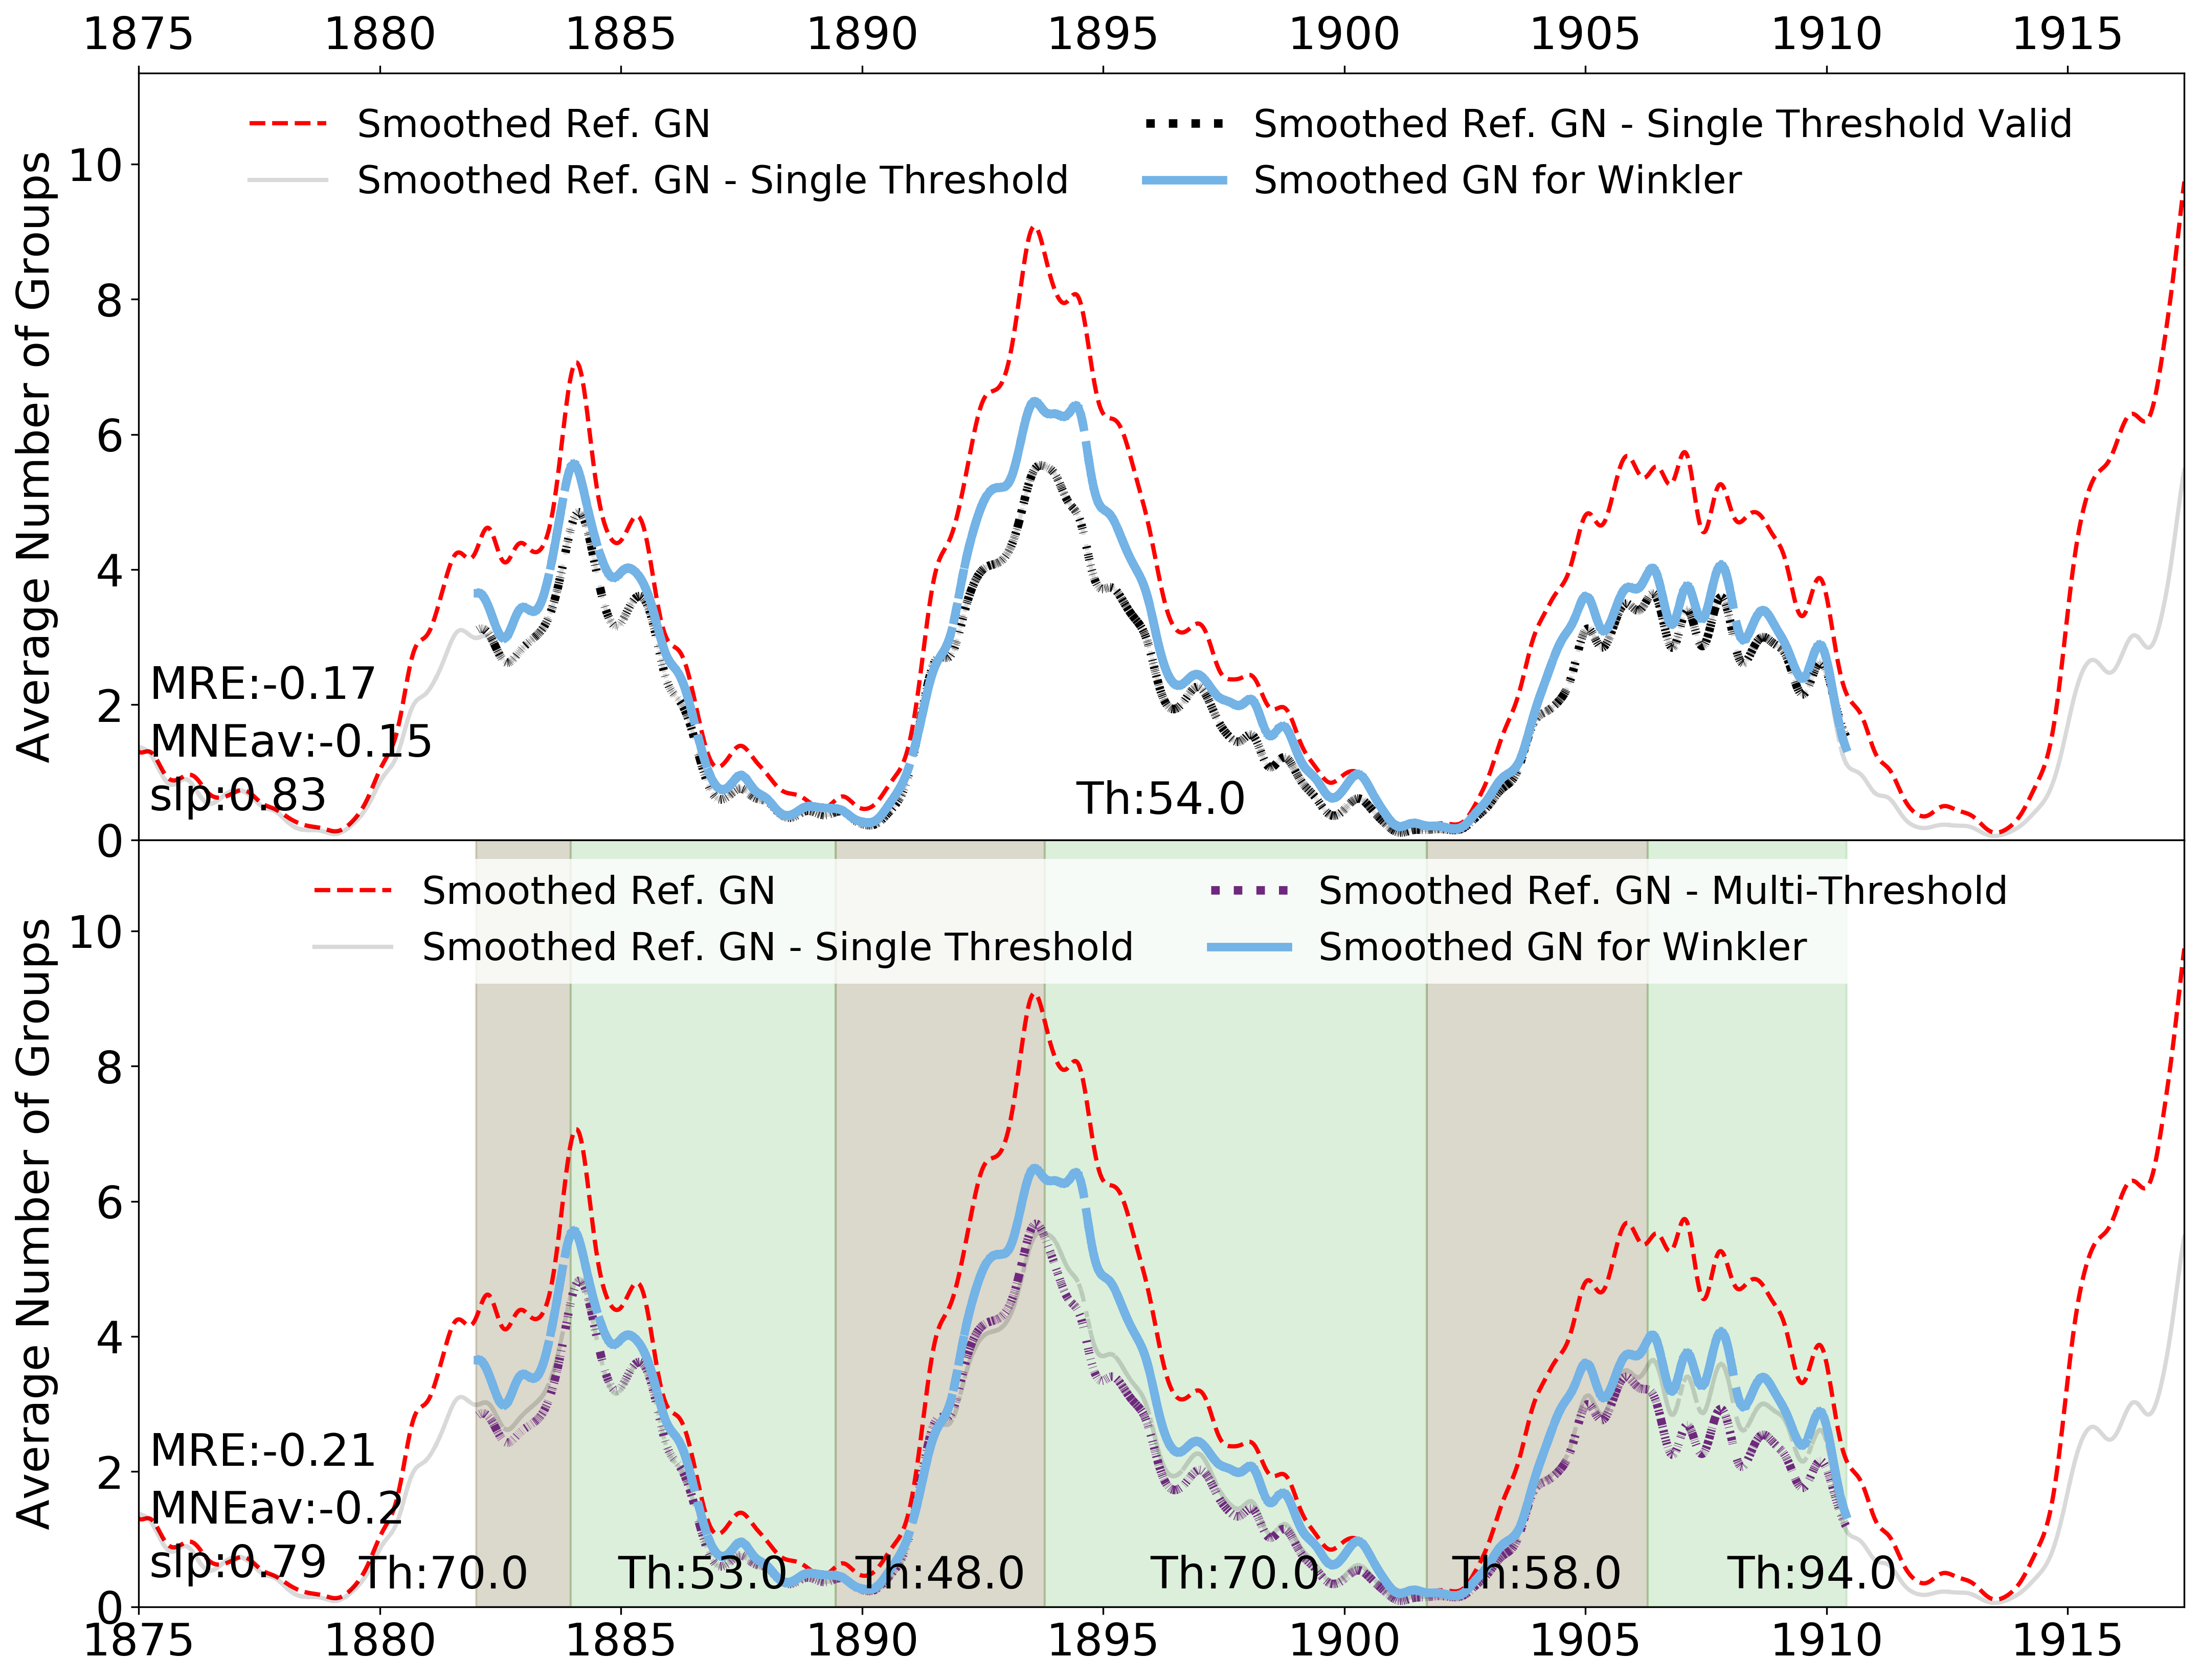 1875 1880 1885 1890 1895 1900 1905 1910 1915
Smoothed Ref. GN
Smoothed Ref. GN - Single Threshold
Smoothed Ref. GN - Single Threshold Valid
Smoothed GN for Winkler
Average Number of Groups
10
8
6
4
2
0
MRE:-0.17
MNEav:-0.15
slp:0.83
Th:54.0
Smoothed Ref. GN
Smoothed Ref. GN - Single Threshold
Smoothed Ref. GN - Multi-Threshold
Smoothed GN for Winkler
Average Number of Groups
10
8
6
4
2
0
MRE:-0.21
MNEav:-0.2
slp:0.79
Th:70.0 Th:53.0 Th:48.0 Th:70.0 Th:58.0 Th:94.0
1875 1880 1885 1890 1895 1900 1905 1910 1915